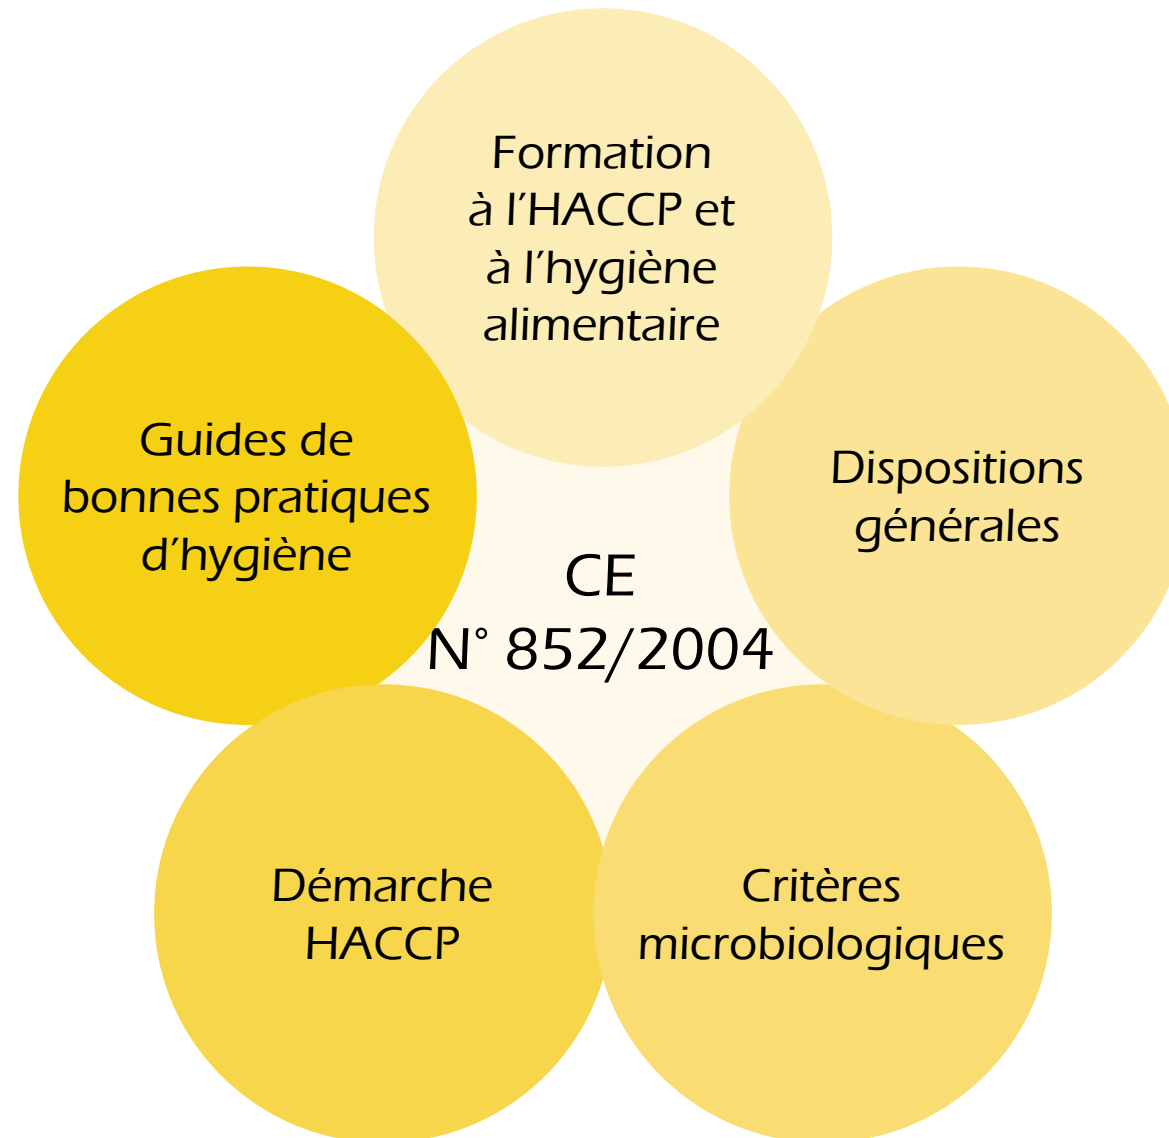 Formation
à l'HACCP et
à l'hygiène
alimentaire
Guides de
bonnes pratiques
d'hygiène
Dispositions
générales
CE
N° 852/2004
Démarche
HACCP
Critères
microbiologiques